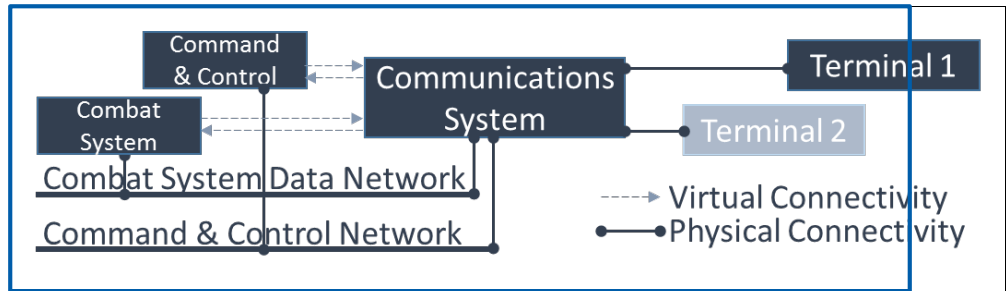 Command
& Control
Communications
System
Terminal 1
Combat
System
Terminal 2
Combat System Data Network
Virtual Connectivity
Command & Control Network
Physical Connectivity